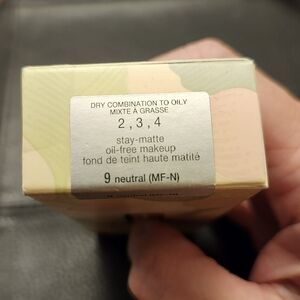 DRY COMBINATION TO OILY
MIXTE À GRASSE
2, 3, 4
stay-matte
oil-free makeup
fond de teint haute matité
9 neutral (MF-N)